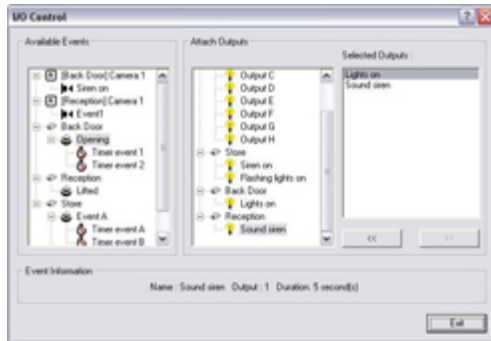 I/O Control
Available Events
[Back Door] Camera 1
Siren on
[Reception] Camera 1
Event1
Back Door
Opening
Timer event 1
Timer event 2
Reception
Lifted
Store
Event A
Timer event A
Timer event B
Attach Outputs
Output C
Output D
Output E
Output F
Output G
Output H
Store
Siren on
Flashing lights on
Back Door
Lights on
Reception
Sound siren
Selected Outputs :
Lights on
Sound siren
<<
>>
Event Information
Name : Sound siren Output : 1 Duration: 5 second(s)
Exit